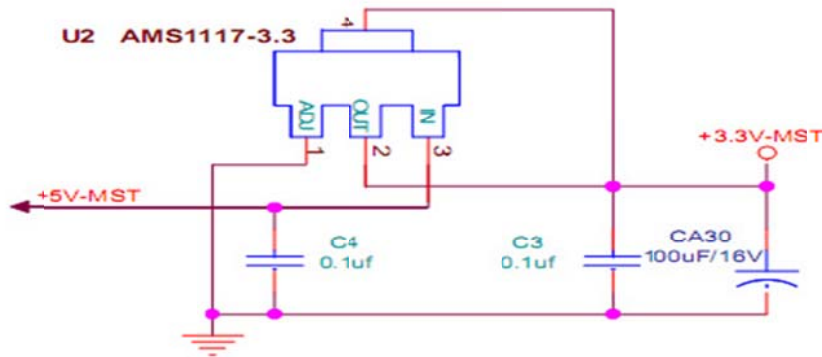 4
U2 AMS1117-3.3
ADJ OUT IN
1 2 3
+3.3V-MST
+5V-MST
C4
0.1uf
C3
0.1uf
CA30
100uF/16V